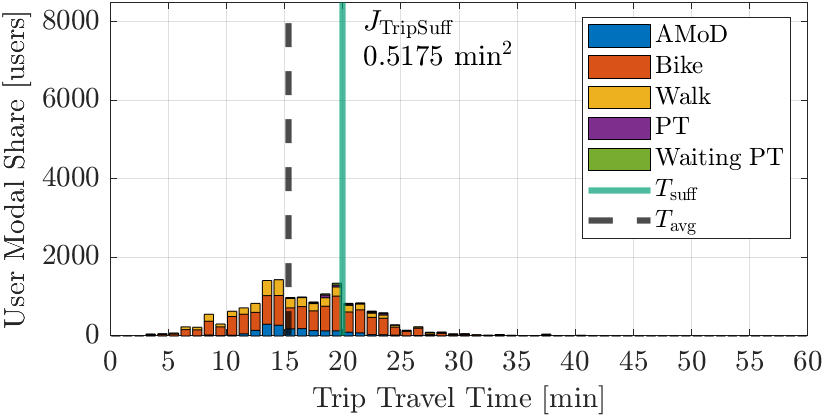 User Modal Share [users]
8000
6000
4000
2000
0
J_TripSuff
0.5175 min²
AMoD
Bike
Walk
PT
Waiting PT
T_suff
T_avg
0 5 10 15 20 25 30 35 40 45 50 55 60
Trip Travel Time [min]